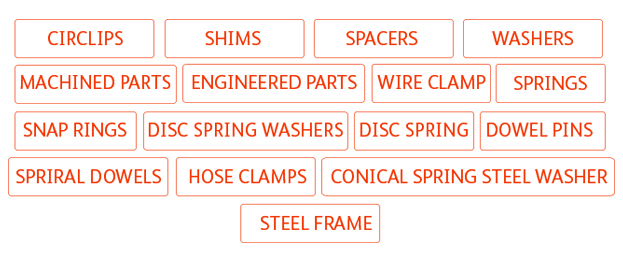 CIRCLIPS SHIMS SPACERS WASHERS
MACHINED PARTS ENGINEERED PARTS WIRE CLAMP SPRINGS
SNAP RINGS DISC SPRING WASHERS DISC SPRING DOWEL PINS
SPRIRAL DOWELS HOSE CLAMPS CONICAL SPRING STEEL WASHER
STEEL FRAME